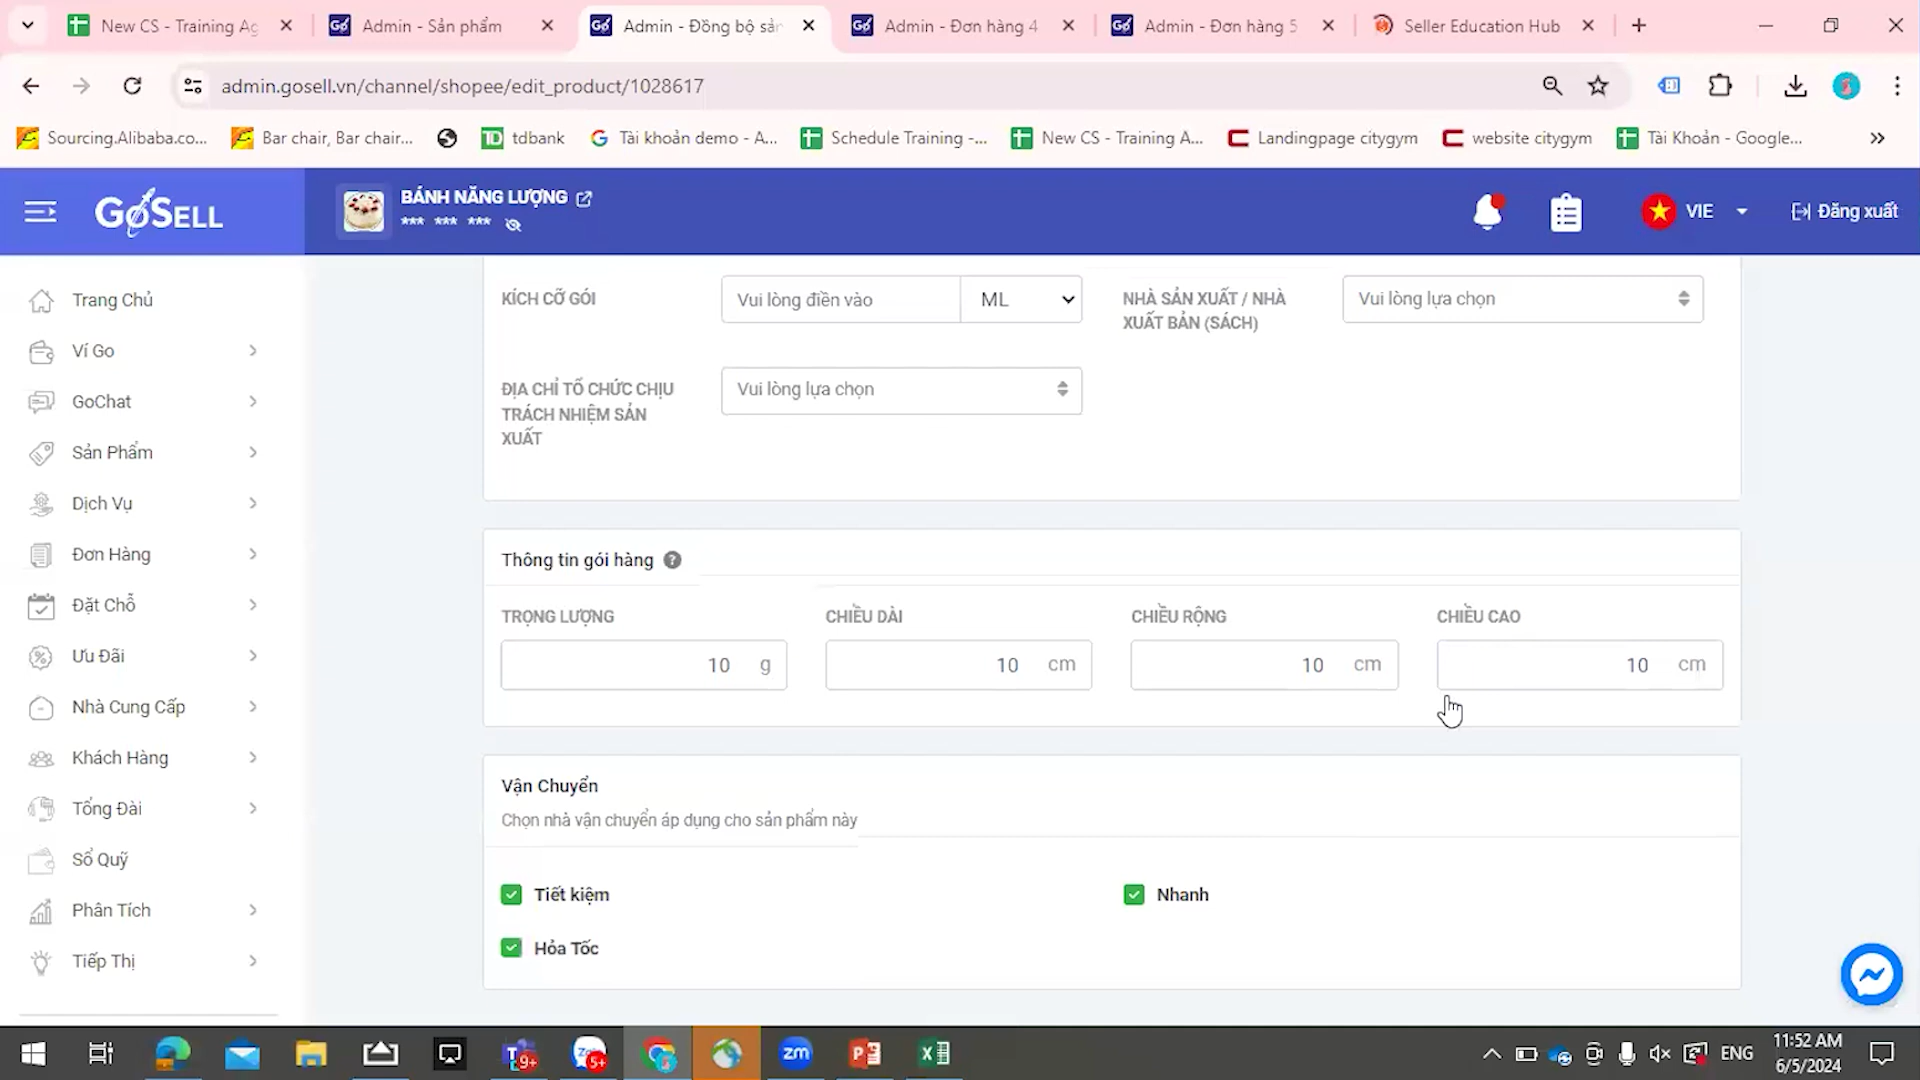 New CS - Training Ag
Admin - Sản phẩm
Admin - Đồng bộ sản
Admin - Đơn hàng 4
Admin - Đơn hàng 5
Seller Education Hub
admin.gosell.vn/channel/shopee/edit_product/1028617
Sourcing.Alibaba.co...
Bar chair, Bar chair...
tdbank
Tài khoản demo - A...
Schedule Training -...
New CS - Training A...
Landingpage citygym
website citygym
Tài Khoản - Google...
GOSELL
BÁNH NĂNG LƯỢNG
*** *** ***
VIE
Đăng xuất
Trang Chủ
Ví Go
GoChat
Sản Phẩm
Dịch Vụ
Đơn Hàng
Đặt Chỗ
Ưu Đãi
Nhà Cung Cấp
Khách Hàng
Tổng Đài
Sổ Quỹ
Phân Tích
Tiếp Thị
KÍCH CỠ GÓI
Vui lòng điền vào
ML
NHÀ SẢN XUẤT / NHÀ
XUẤT BẢN (SÁCH)
Vui lòng lựa chọn
ĐỊA CHỈ TỔ CHỨC CHỊU
TRÁCH NHIỆM SẢN
XUẤT
Vui lòng lựa chọn
Thông tin gói hàng
TRỌNG LƯỢNG
CHIỀU DÀI
CHIỀU RỘNG
CHIỀU CAO
10 g
10 cm
10 cm
10 cm
Vận Chuyển
Chọn nhà vận chuyển áp dụng cho sản phẩm này
Tiết kiệm
Nhanh
Hỏa Tốc
9+
5+
zm
ENG
11:52 AM
6/5/2024